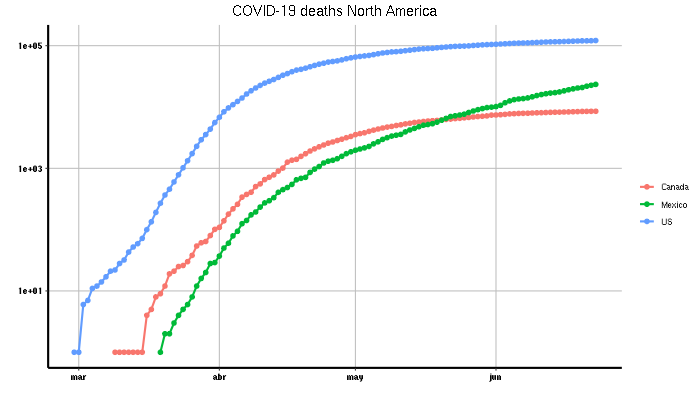 COVID-19 deaths North America
1e+05
1e+03
1e+01
mar abr may jun
Canada
Mexico
US